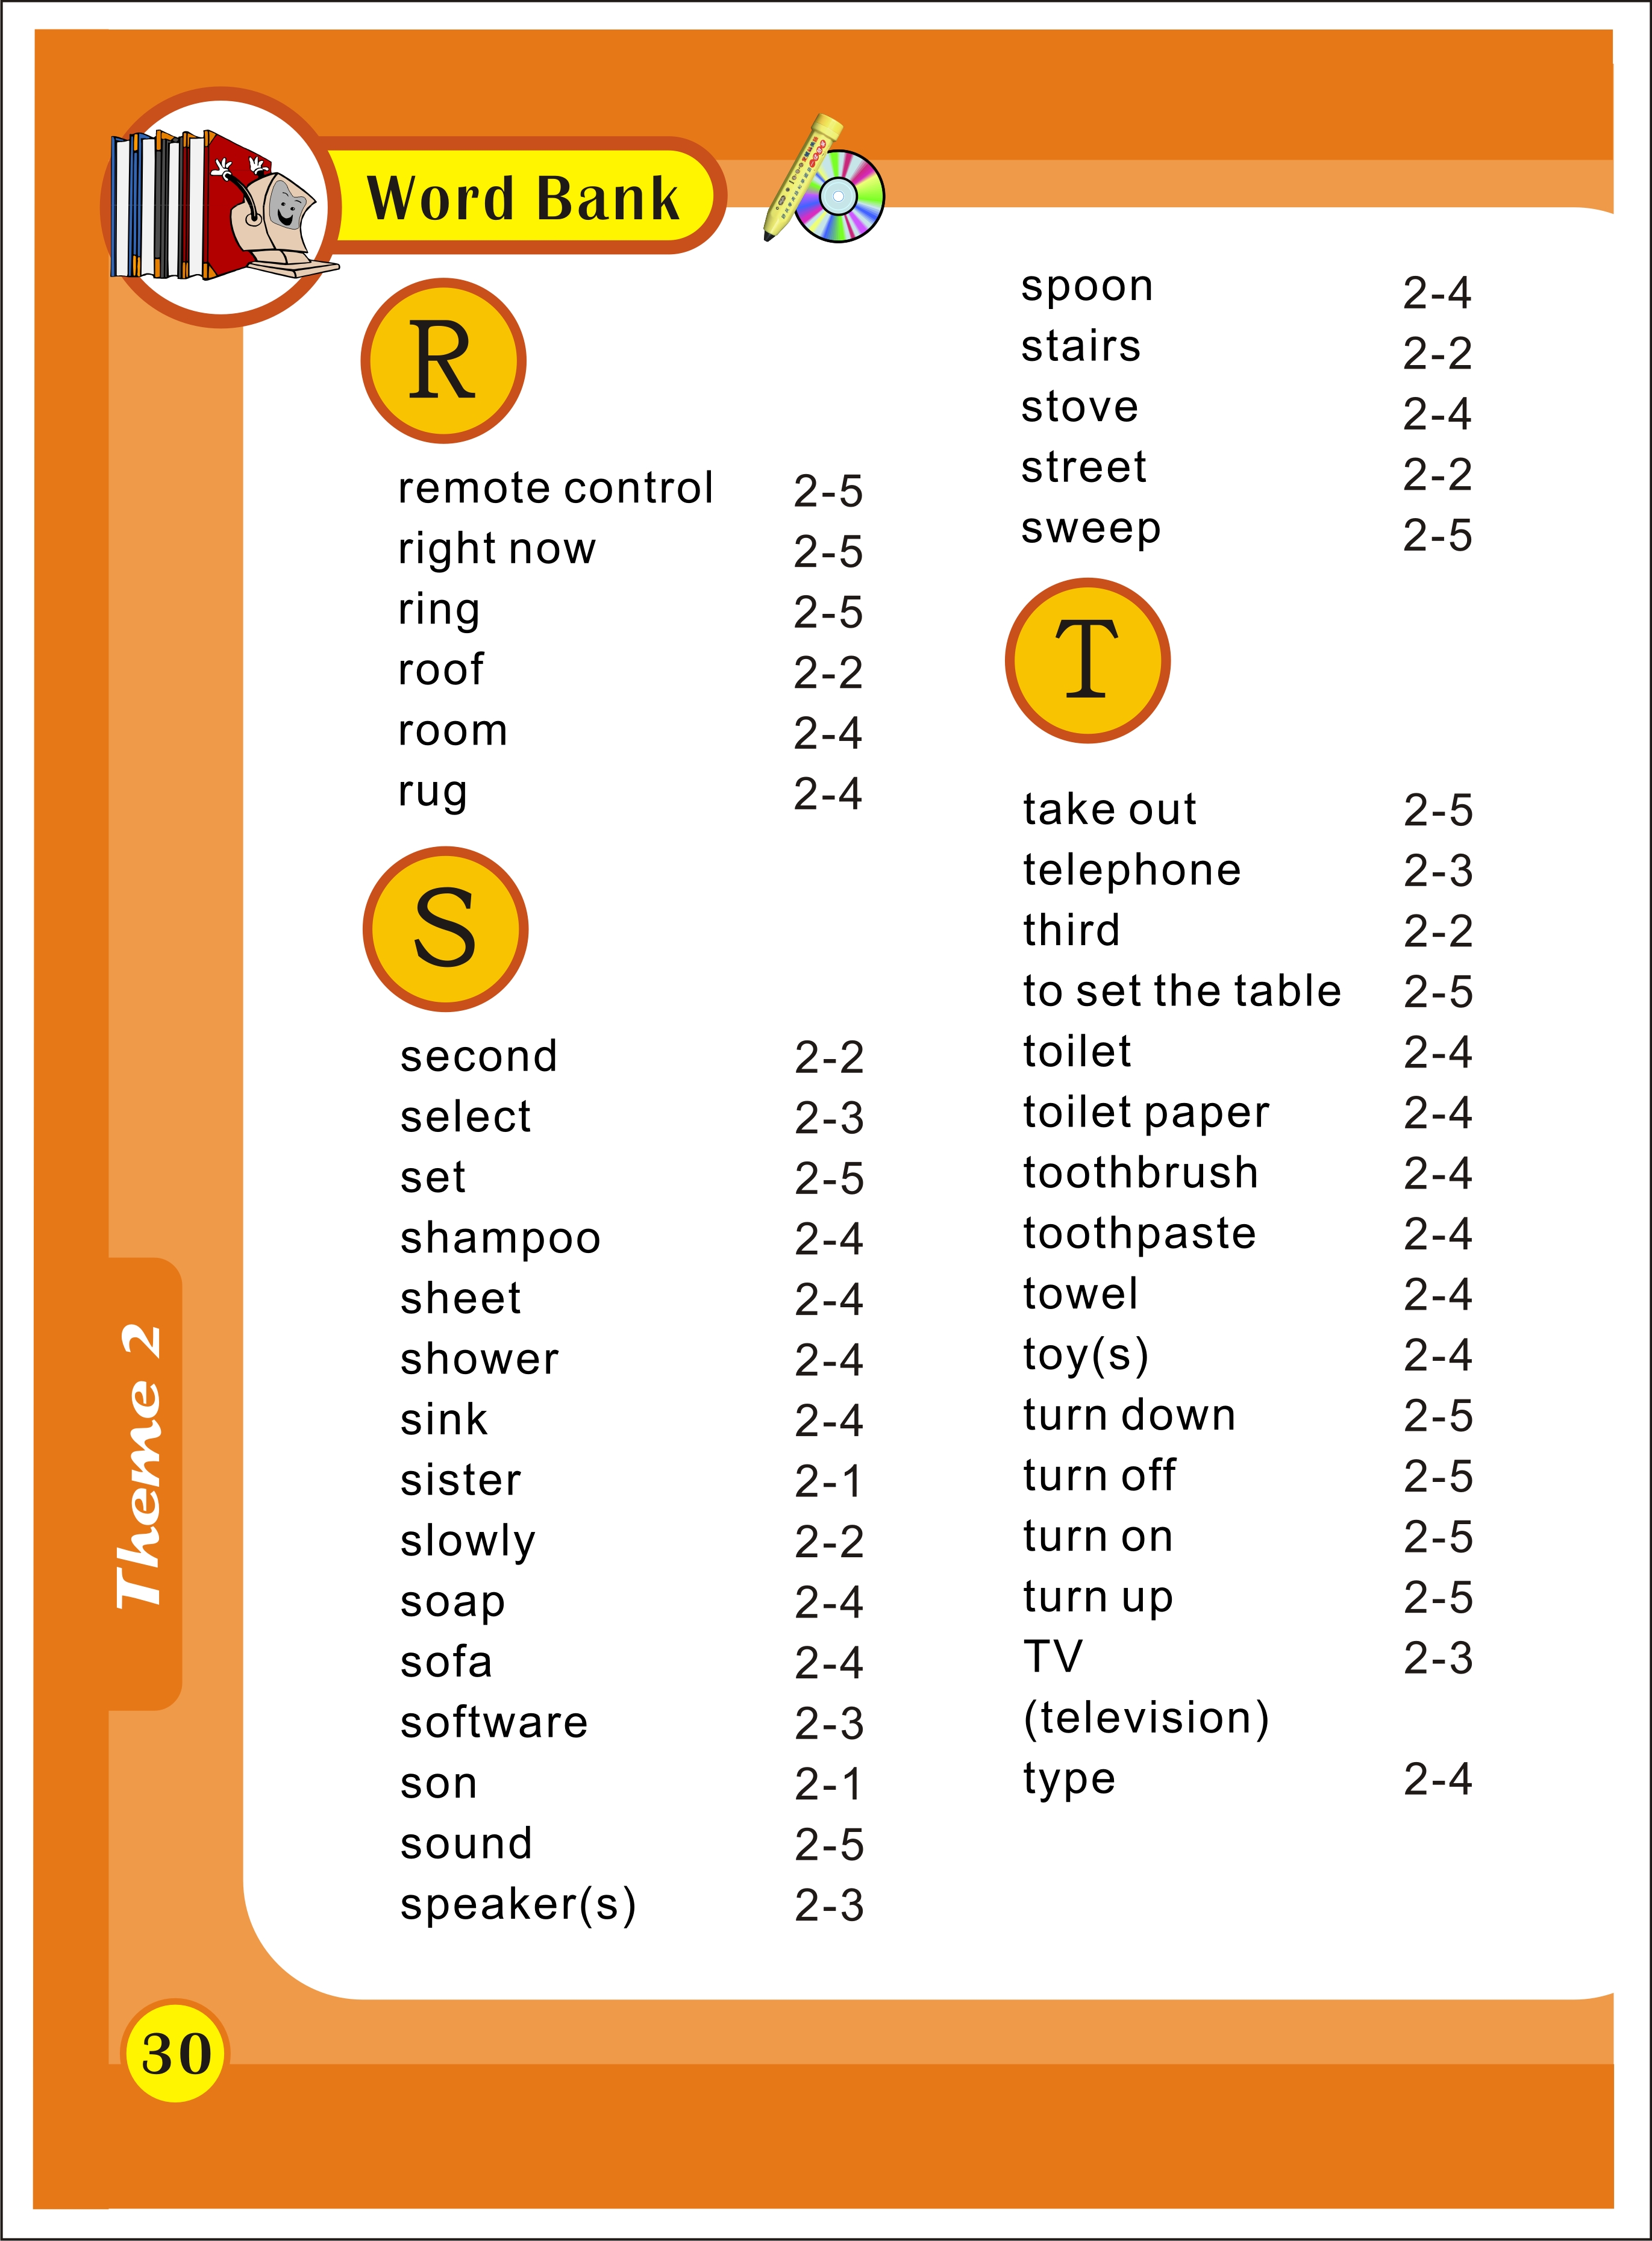 Word Bank
R
remote control 2-5
right now 2-5
ring 2-5
roof 2-2
room 2-4
rug 2-4
S
second 2-2
select 2-3
set 2-5
shampoo 2-4
sheet 2-4
shower 2-4
sink 2-4
sister 2-1
slowly 2-2
soap 2-4
sofa 2-4
software 2-3
son 2-1
sound 2-5
speaker(s) 2-3
spoon 2-4
stairs 2-2
stove 2-4
street 2-2
sweep 2-5
T
take out 2-5
telephone 2-3
third 2-2
to set the table 2-5
toilet 2-4
toilet paper 2-4
toothbrush 2-4
toothpaste 2-4
towel 2-4
toy(s) 2-4
turn down 2-5
turn off 2-5
turn on 2-5
turn up 2-5
TV 2-3
(television)
type 2-4
Theme 2
30